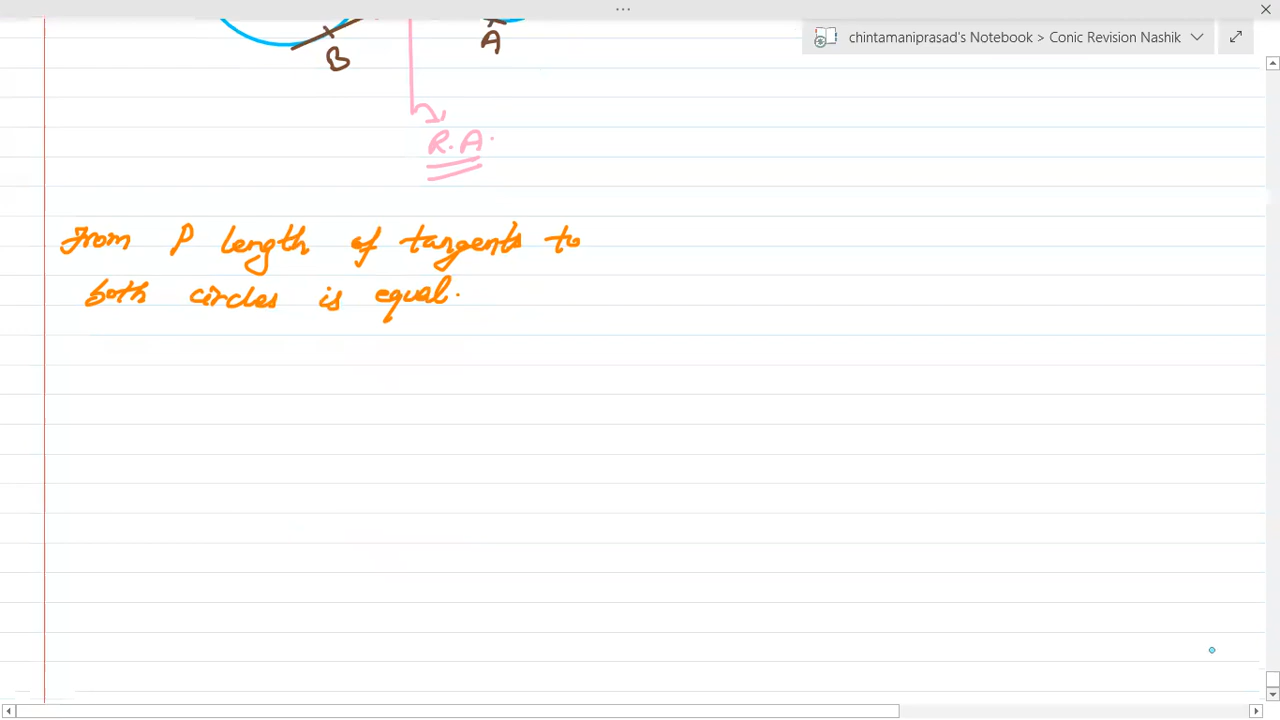 ...
chintamaniprasad's Notebook > Conic Revision Nashik
B
A
R.A.
From P length of tangents to
both circles is equal.